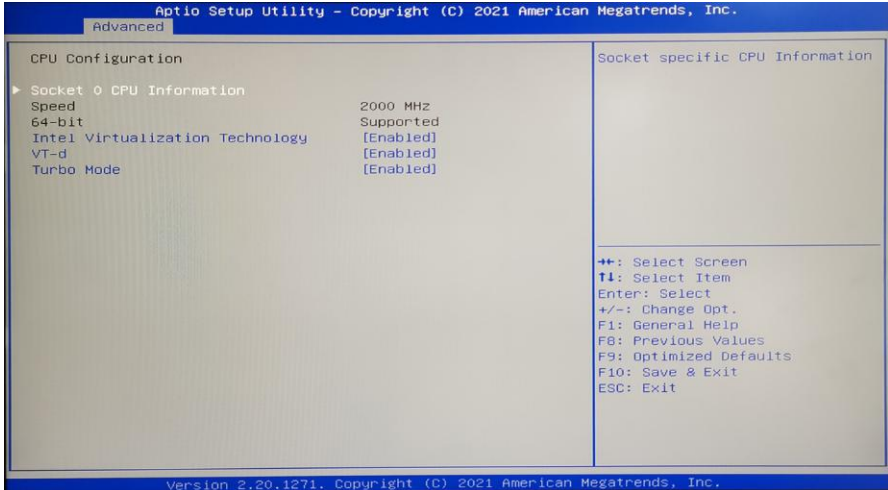 Aptio Setup Utility – Copyright (C) 2021 American Megatrends, Inc.
Advanced
CPU Configuration
Socket 0 CPU Information
Speed 2000 MHz
64-bit Supported
Intel Virtualization Technology [Enabled]
VT-d [Enabled]
Turbo Mode [Enabled]
Socket specific CPU Information
→←: Select Screen
↑↓: Select Item
Enter: Select
+/-: Change Opt.
F1: General Help
F8: Previous Values
F9: Optimized Defaults
F10: Save & Exit
ESC: Exit
Version 2.20.1271. Copyright (C) 2021 American Megatrends, Inc.